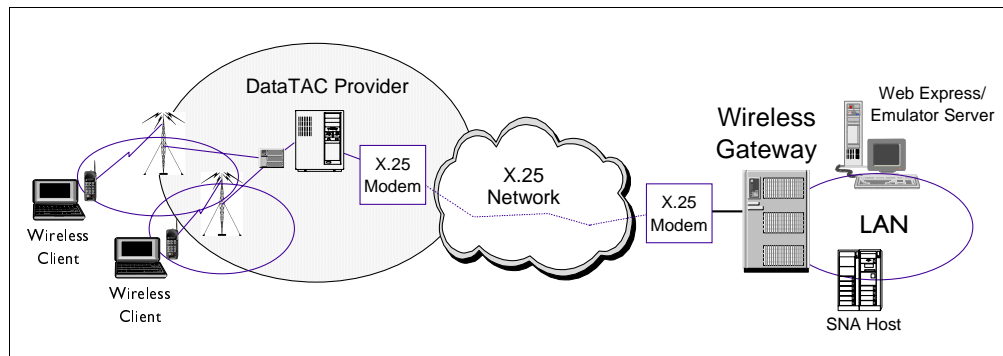 DataTAC Provider
X.25
Modem
X.25
Network
X.25
Modem
Wireless
Gateway
Web Express/
Emulator Server
LAN
SNA Host
Wireless
Client
Wireless
Client